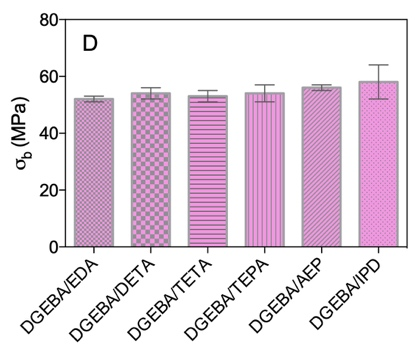 D
80
60
40
20
0
σb (MPa)
DGEBA/EDA
DGEBA/DETA
DGEBA/TETA
DGEBA/TEPA
DGEBA/AEP
DGEBA/IPD